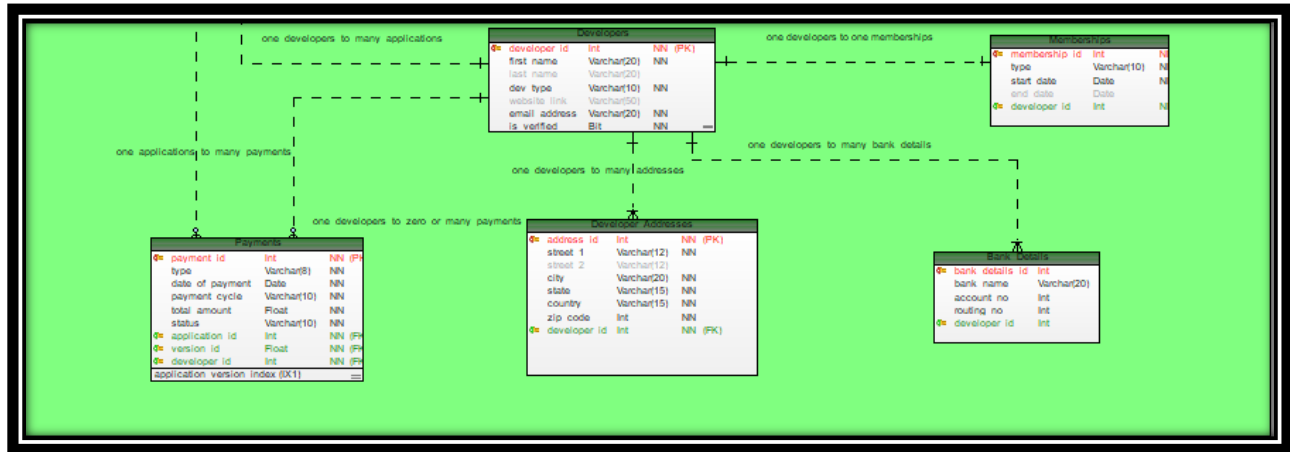 one developers to many applications
Developers
developer id Int NN (PK)
first name Varchar(20) NN
last name Varchar(20)
dev type Varchar(10) NN
website link Varchar(50)
email address Varchar(20) NN
is verified Bit NN
one developers to one memberships
Memberships
membership id Int
type Varchar(10)
start date Date
end date Date
developer id Int
one applications to many payments
one developers to many addresses
one developers to many bank details
one developers to zero or many payments
Payments
payment id Int NN
type Varchar(8) NN
date of payment Date NN
payment cycle Varchar(10) NN
total amount Float NN
status Varchar(10) NN
application id Int NN
version id Float NN
developer id Int NN
application version index (IX1)
Developer Addresses
address id Int NN (PK)
street 1 Varchar(12) NN
street 2 Varchar(12)
city Varchar(20) NN
state Varchar(15) NN
country Varchar(15) NN
zip code Int NN
developer id Int NN (FK)
Bank Details
bank details id Int
bank name Varchar(20)
account no Int
routing no Int
developer id Int